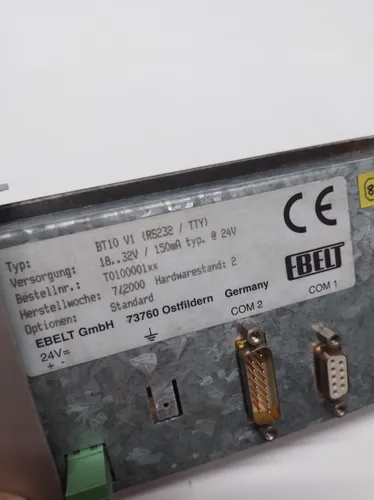 Typ: BT10 V1 (RS232 / TTY)
Versorgung: 18..32V / 150mA typ. @ 24V
Bestellnr.: T0100001xx
Herstellwoche: 7/2000 Hardwarestand: 2
Optionen: Standard
EBELT GmbH 73760 Ostfildern Germany
CE
EBELT
24V=
+ -
COM 2
COM 1
8